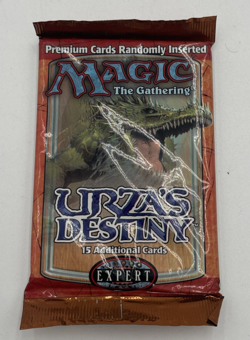 Premium Cards Randomly Inserted
MAGIC
The Gathering
URZA'S
DESTINY
15 Additional Cards
EXPERT